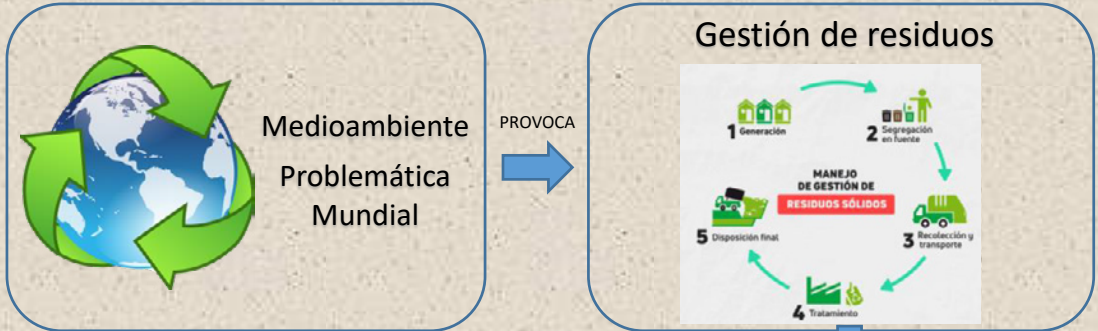 Medioambiente
Problemática
Mundial
PROVOCA
Gestión de residuos
1 Generación
2 Segregación
en fuente
MANEJO
DE GESTIÓN DE
RESIDUOS SÓLIDOS
3 Recolección y
transporte
4 Tratamiento
5 Disposición final